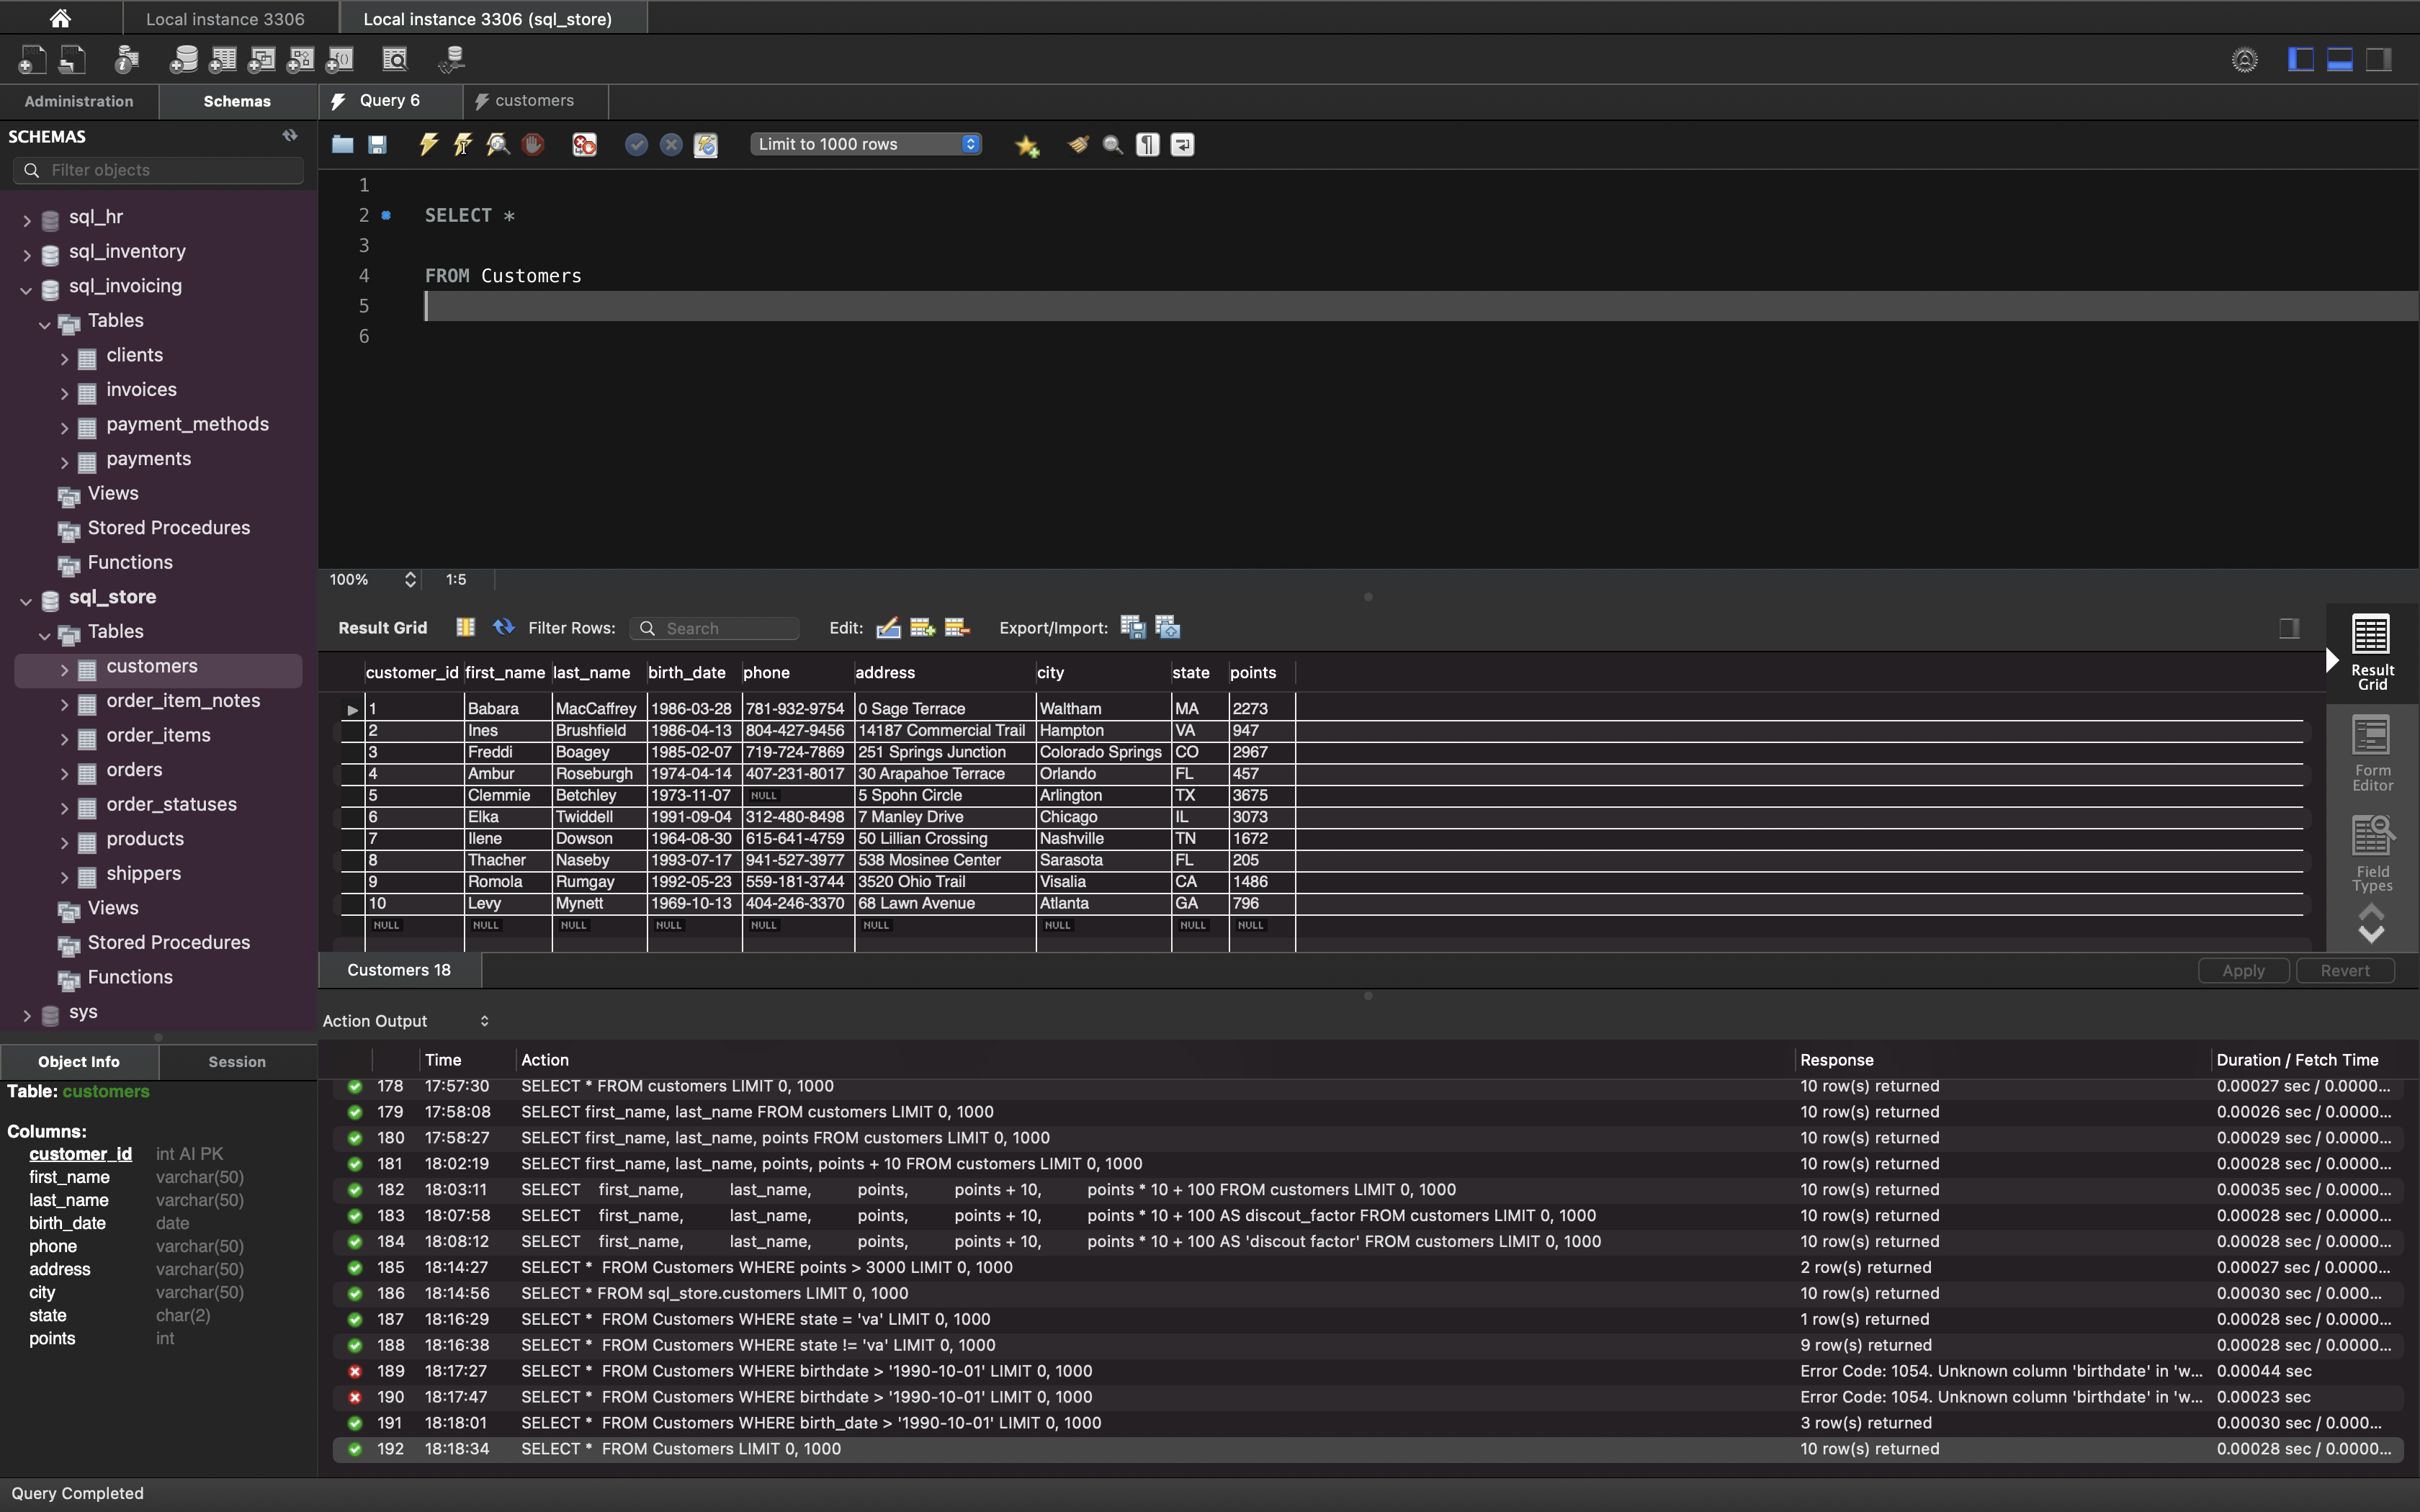 Local instance 3306
Local instance 3306 (sql_store)
Administration
Schemas
Query 6
customers
SCHEMAS
Filter objects
Limit to 1000 rows
sql_hr
sql_inventory
sql_invoicing
Tables
clients
invoices
payment_methods
payments
Views
Stored Procedures
Functions
sql_store
Tables
customers
order_item_notes
order_items
orders
order_statuses
products
shippers
Views
Stored Procedures
Functions
sys
1
2 SELECT *
3
4 FROM Customers
5
6
100% 1:5
Result Grid Filter Rows: Search Edit: Export/Import:
customer_id first_name last_name birth_date phone address city state points
1 Babara MacCaffrey 1986-03-28 781-932-9754 0 Sage Terrace Waltham MA 2273
2 Ines Brushfield 1986-04-13 804-427-9456 14187 Commercial Trail Hampton VA 947
3 Freddi Boagey 1985-02-07 719-724-7869 251 Springs Junction Colorado Springs CO 2967
4 Ambur Roseburgh 1974-04-14 407-231-8017 30 Arapahoe Terrace Orlando FL 457
5 Clemmie Betchley 1973-11-07 NULL 5 Spohn Circle Arlington TX 3675
6 Elka Twiddell 1991-09-04 312-480-8498 7 Manley Drive Chicago IL 3073
7 Ilene Dowson 1964-08-30 615-641-4759 50 Lillian Crossing Nashville TN 1672
8 Thacher Naseby 1993-07-17 941-527-3977 538 Mosinee Center Sarasota FL 205
9 Romola Rumgay 1992-05-23 559-181-3744 3520 Ohio Trail Visalia CA 1486
10 Levy Mynett 1969-10-13 404-246-3370 68 Lawn Avenue Atlanta GA 796
NULL NULL NULL NULL NULL NULL NULL NULL NULL
Result
Grid
Form
Editor
Field
Types
Customers 18
Apply
Revert
Action Output
Time Action Response Duration / Fetch Time
178 17:57:30 SELECT * FROM customers LIMIT 0, 1000 10 row(s) returned 0.00027 sec / 0.0000...
179 17:58:08 SELECT first_name, last_name FROM customers LIMIT 0, 1000 10 row(s) returned 0.00026 sec / 0.0000...
180 17:58:27 SELECT first_name, last_name, points FROM customers LIMIT 0, 1000 10 row(s) returned 0.00029 sec / 0.0000...
181 18:02:19 SELECT first_name, last_name, points, points + 10 FROM customers LIMIT 0, 1000 10 row(s) returned 0.00028 sec / 0.0000...
182 18:03:11 SELECT first_name, last_name, points, points + 10, points * 10 + 100 FROM customers LIMIT 0, 1000 10 row(s) returned 0.00035 sec / 0.0000...
183 18:07:58 SELECT first_name, last_name, points, points + 10, points * 10 + 100 AS discout_factor FROM customers LIMIT 0, 1000 10 row(s) returned 0.00028 sec / 0.0000...
184 18:08:12 SELECT first_name, last_name, points, points + 10, points * 10 + 100 AS 'discout factor' FROM customers LIMIT 0, 1000 10 row(s) returned 0.00028 sec / 0.0000...
185 18:14:27 SELECT * FROM Customers WHERE points > 3000 LIMIT 0, 1000 2 row(s) returned 0.00027 sec / 0.0000...
186 18:14:56 SELECT * FROM sql_store.customers LIMIT 0, 1000 10 row(s) returned 0.00030 sec / 0.000...
187 18:16:29 SELECT * FROM Customers WHERE state = 'va' LIMIT 0, 1000 1 row(s) returned 0.00028 sec / 0.0000...
188 18:16:38 SELECT * FROM Customers WHERE state != 'va' LIMIT 0, 1000 9 row(s) returned 0.00028 sec / 0.0000...
189 18:17:27 SELECT * FROM Customers WHERE birthdate > '1990-10-01' LIMIT 0, 1000 Error Code: 1054. Unknown column 'birthdate' in 'w... 0.00044 sec
190 18:17:47 SELECT * FROM Customers WHERE birthdate > '1990-10-01' LIMIT 0, 1000 Error Code: 1054. Unknown column 'birthdate' in 'w... 0.00023 sec
191 18:18:01 SELECT * FROM Customers WHERE birth_date > '1990-10-01' LIMIT 0, 1000 3 row(s) returned 0.00030 sec / 0.000...
192 18:18:34 SELECT * FROM Customers LIMIT 0, 1000 10 row(s) returned 0.00028 sec / 0.0000...
Object Info
Session
Table: customers
Columns:
customer_id int AI PK
first_name varchar(50)
last_name varchar(50)
birth_date date
phone varchar(50)
address varchar(50)
city varchar(50)
state char(2)
points int
Query Completed